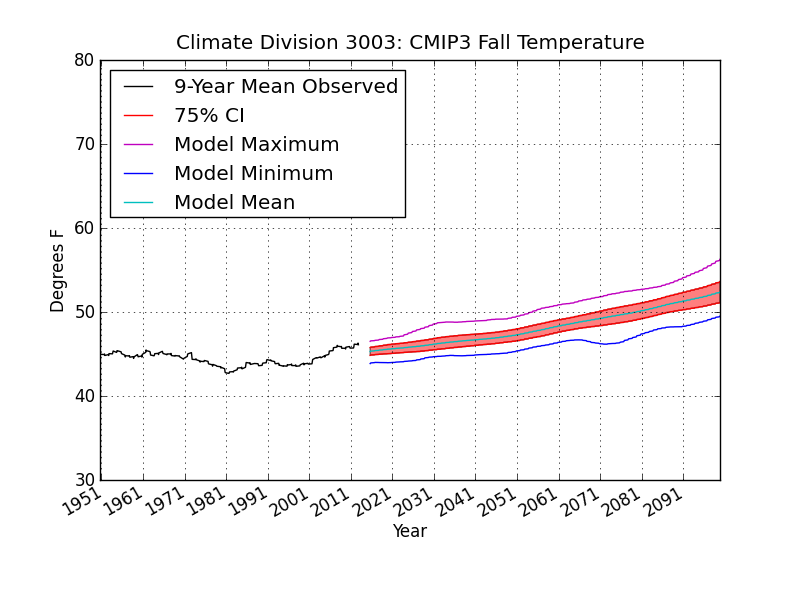 Climate Division 3003: CMIP3 Fall Temperature
80
70
60
50
40
30
Degrees F
9-Year Mean Observed
75% CI
Model Maximum
Model Minimum
Model Mean
1951
1961
1971
1981
1991
2001
2011
2021
2031
2041
2051
2061
2071
2081
2091
Year